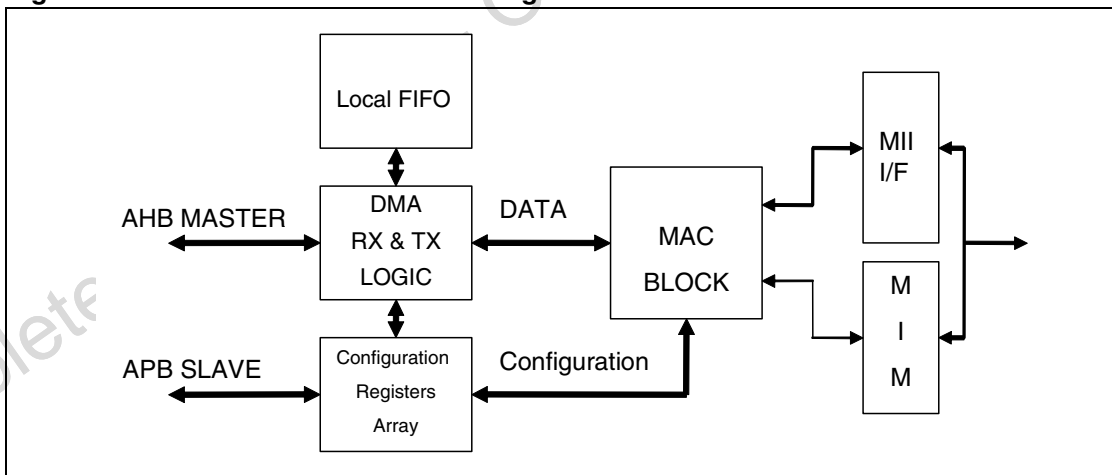 Local FIFO
MII
I/F
DMA
RX & TX
LOGIC
AHB MASTER
DATA
MAC
BLOCK
M
I
M
Configuration
Registers
Array
APB SLAVE
Configuration